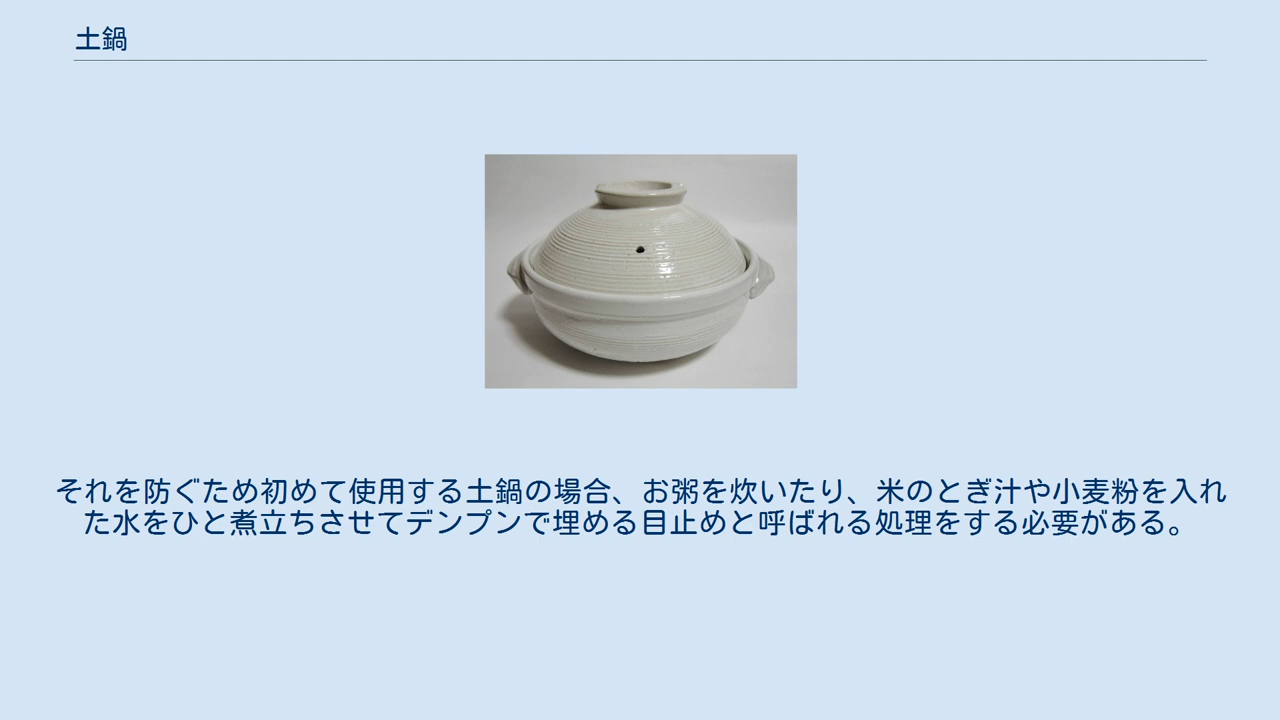 土鍋
それを防ぐため初めて使用する土鍋の場合、お粥を炊いたり、米のとぎ汁や小麦粉を入れ
た水をひと煮立ちさせてデンプンで埋める目止めと呼ばれる処理をする必要がある。